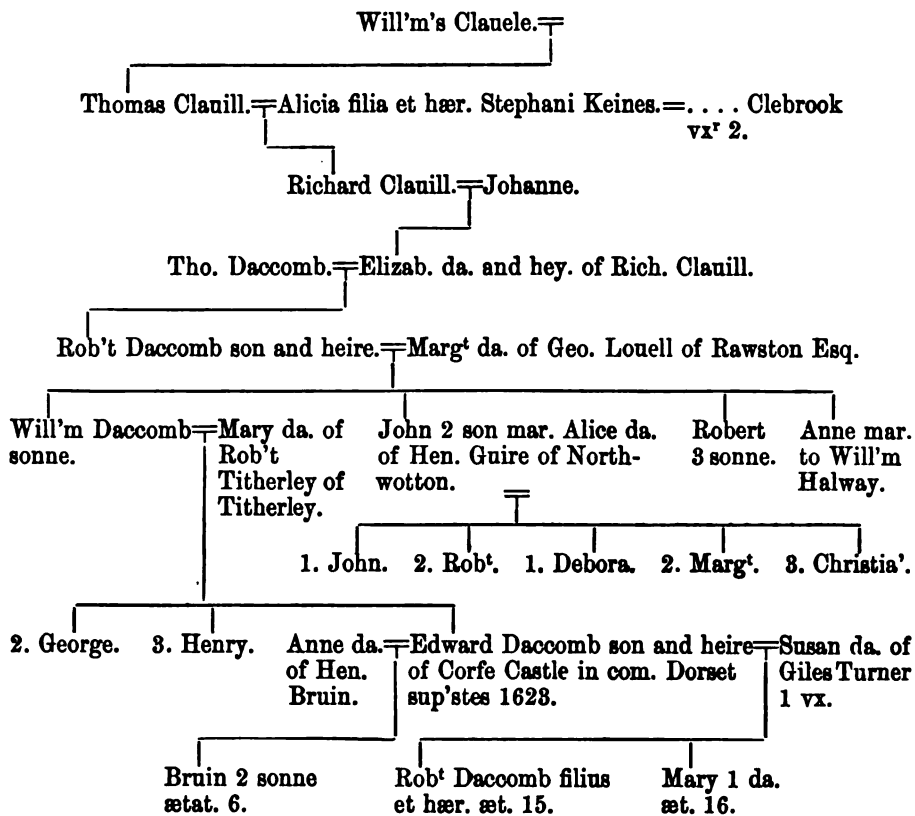 Will'm's Clauele.
Thomas Clauill. Alicia filia et hær. Stephani Keines. = . . . . Clebrook
vxʳ 2.
Richard Clauill. Johanne.
Tho. Daccomb. Elizab. da. and hey. of Rich. Clauill.
Rob't Daccomb son and heire. Margᵗ da. of Geo. Louell of Rawston Esq.
Will'm Daccomb
sonne.
Mary da. of
Rob't
Titherley of
Titherley.
John 2 son mar. Alice da.
of Hen. Guire of North-
wotton.
Robert
3 sonne.
Anne mar.
to Will'm
Halway.
1. John. 2. Robᵗ. 1. Debora. 2. Margᵗ. 3. Christia'.
2. George. 3. Henry.
Anne da.
of Hen.
Bruin.
Edward Daccomb son and heire
of Corfe Castle in com. Dorset
sup'stes 1623.
Susan da. of
Giles Turner
1 vx.
Bruin 2 sonne
ætat. 6.
Robᵗ Daccomb filius
et hær. æt. 15.
Mary 1 da.
æt. 16.